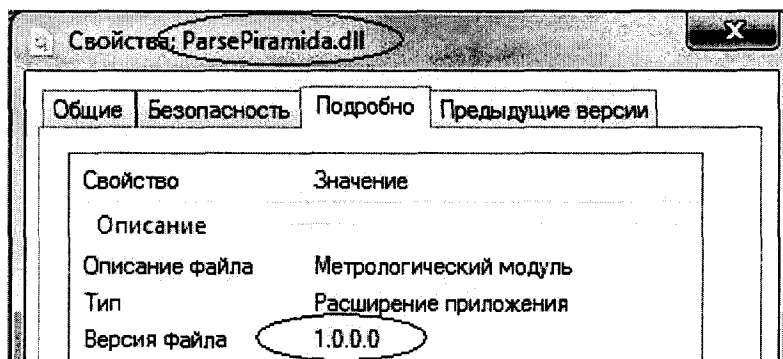 Свойства: ParsePiramida.dll
Общие Безопасность Подробно Предыдущие версии
Свойство Значение
Описание
Описание файла Метрологический модуль
Тип Расширение приложения
Версия файла 1.0.0.0